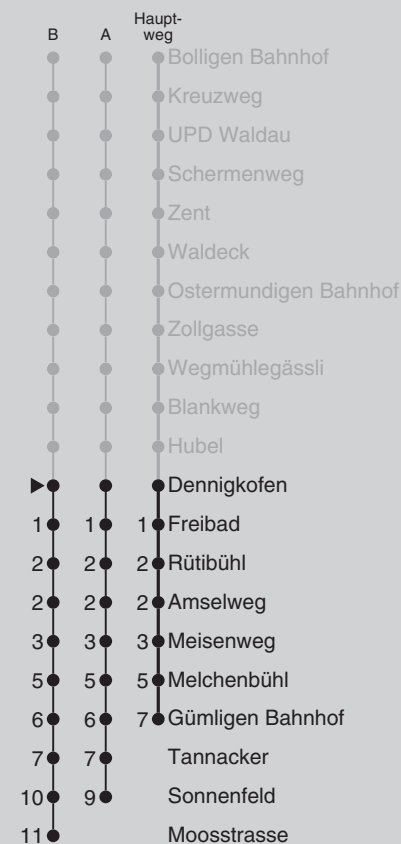 B A Haupt-
weg
Bolligen Bahnhof
Kreuzweg
UPD Waldau
Schermenweg
Zent
Waldeck
Ostermundigen Bahnhof
Zollgasse
Wegmühlegässli
Blankweg
Hubel
Dennigkofen
1 1 1 Freibad
2 2 2 Rütibühl
2 2 2 Amselweg
3 3 3 Meisenweg
5 5 5 Melchenbühl
6 6 7 Gümligen Bahnhof
7 7 Tannacker
10 9 Sonnenfeld
11 Moosstrasse